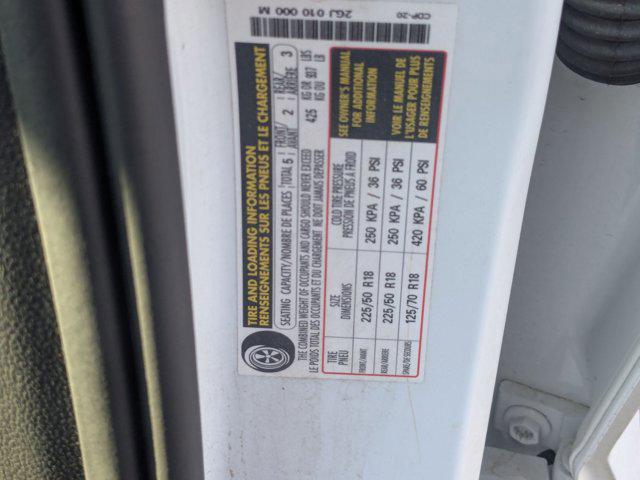 TIRE AND LOADING INFORMATION
RENSEIGNEMENTS SUR LES PNEUS ET LE CHARGEMENT
SEATING CAPACITY/NOMBRE DE PLACES TOTAL 5 FRONT/AVANT 2 REAR/ARRIÈRE 3
THE COMBINED WEIGHT OF OCCUPANTS AND CARGO SHOULD NEVER EXCEED 425 KG OR 937 LBS
LE POIDS TOTAL DES OCCUPANTS ET DU CHARGEMENT NE DOIT JAMAIS DÉPASSER KG OU LB
TIRE SIZE COLD TIRE PRESSURE
PNEU DIMENSIONS PRESSION DE PNEUS A FROID
FRONT/AVANT 225/50 R18 250 KPA / 36 PSI
REAR/ARRIERE 225/50 R18 250 KPA / 36 PSI
SPARE/DE SECOURS 125/70 R18 420 KPA / 60 PSI
SEE OWNER'S MANUAL
FOR ADDITIONAL
INFORMATION
VOIR LE MANUEL DE
L'USAGER POUR PLUS
DE RENSEIGNEMENTS
2GJ 010 000 M
CDP-20